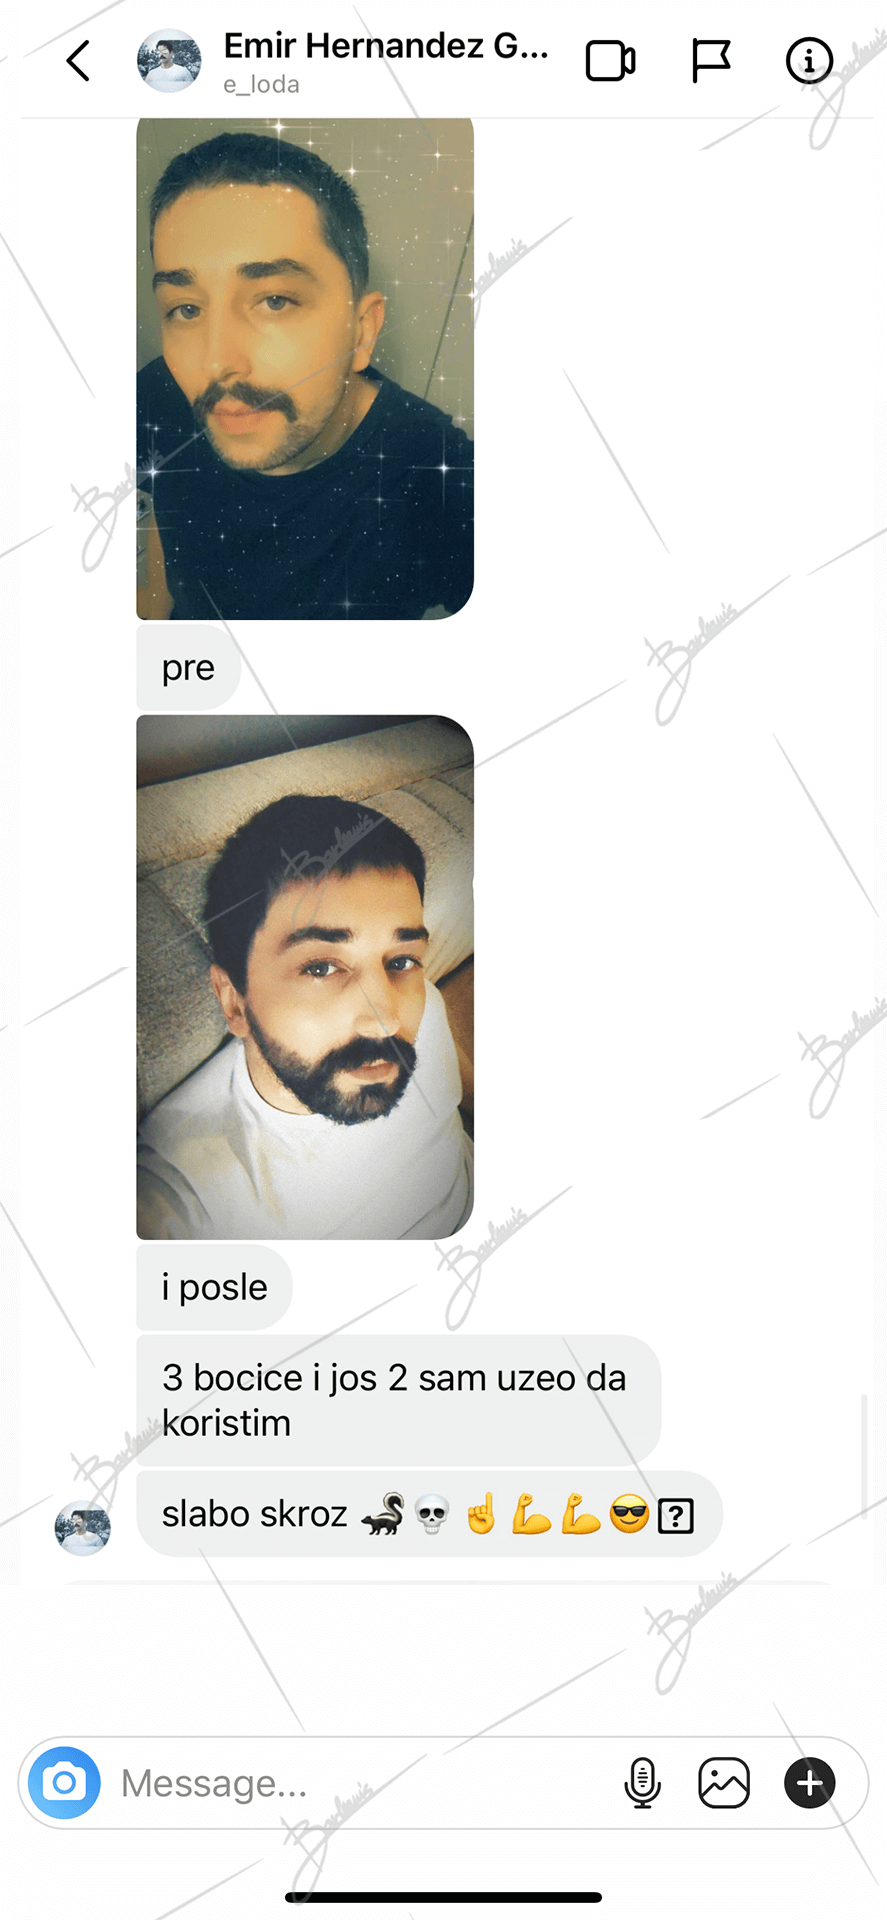 Emir Hernandez G...
e_loda
pre
i posle
3 bocice i jos 2 sam uzeo da
koristim
slabo skroz 🦨💀☝️💪💪😎?
Message...